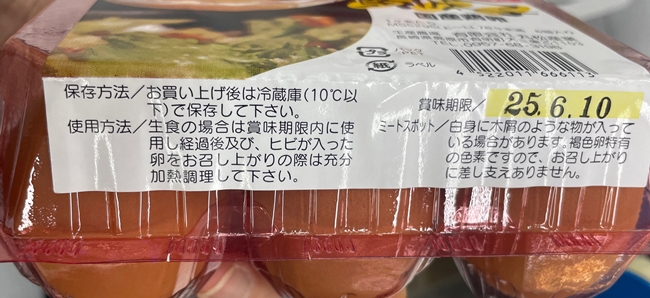 国産鶏卵
プラ
紙 ラベル
4522011666113
保存方法/お買い上げ後は冷蔵庫(10℃以
下)で保存して下さい。
使用方法/生食の場合は賞味期限内に使
用し経過後及び、ヒビが入った
卵をお召し上がりの際は充分
加熱調理して下さい。
賞味期限/ 25.6.10
ミートスポット/白身に木屑のような物が入って
いる場合があります。褐色卵特有
の色素ですので、お召し上がり
に差し支えありません。